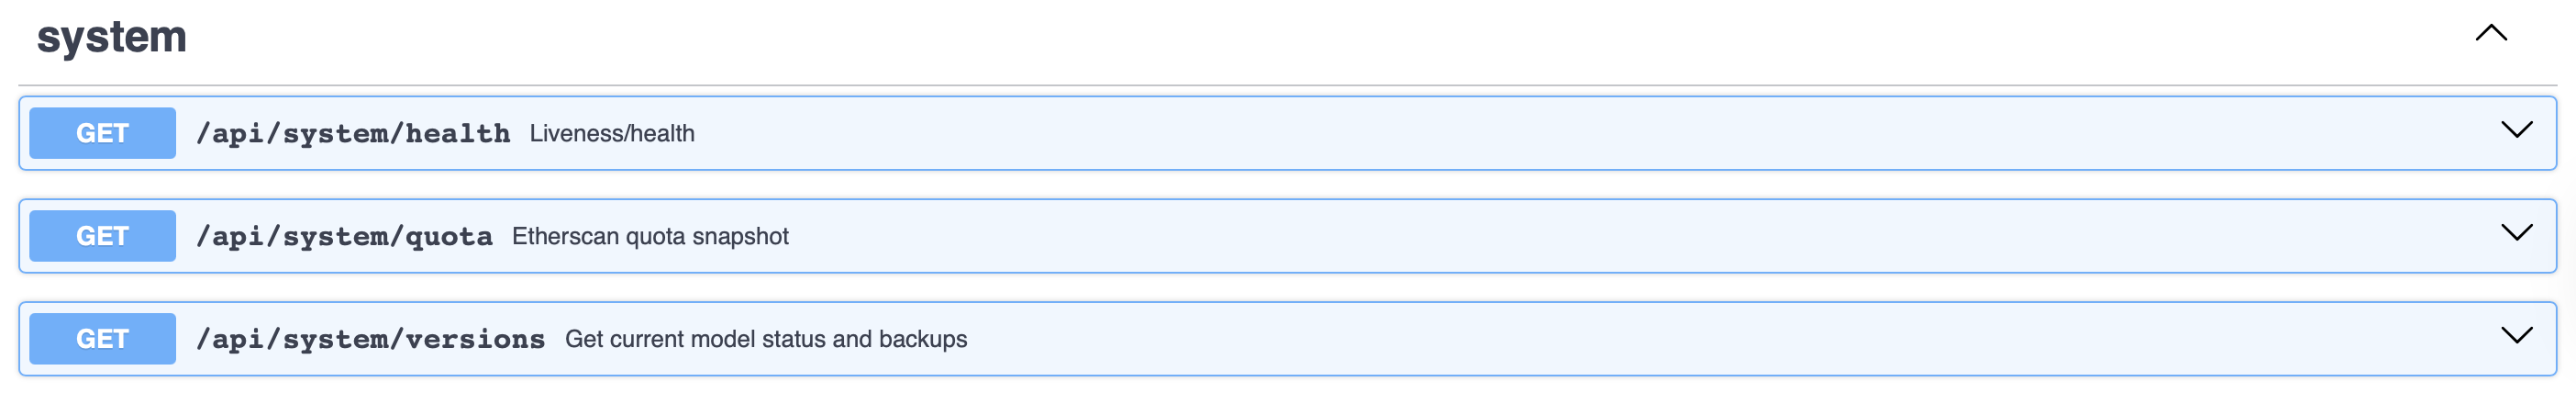 system
GET /api/system/health Liveness/health
GET /api/system/quota Etherscan quota snapshot
GET /api/system/versions Get current model status and backups